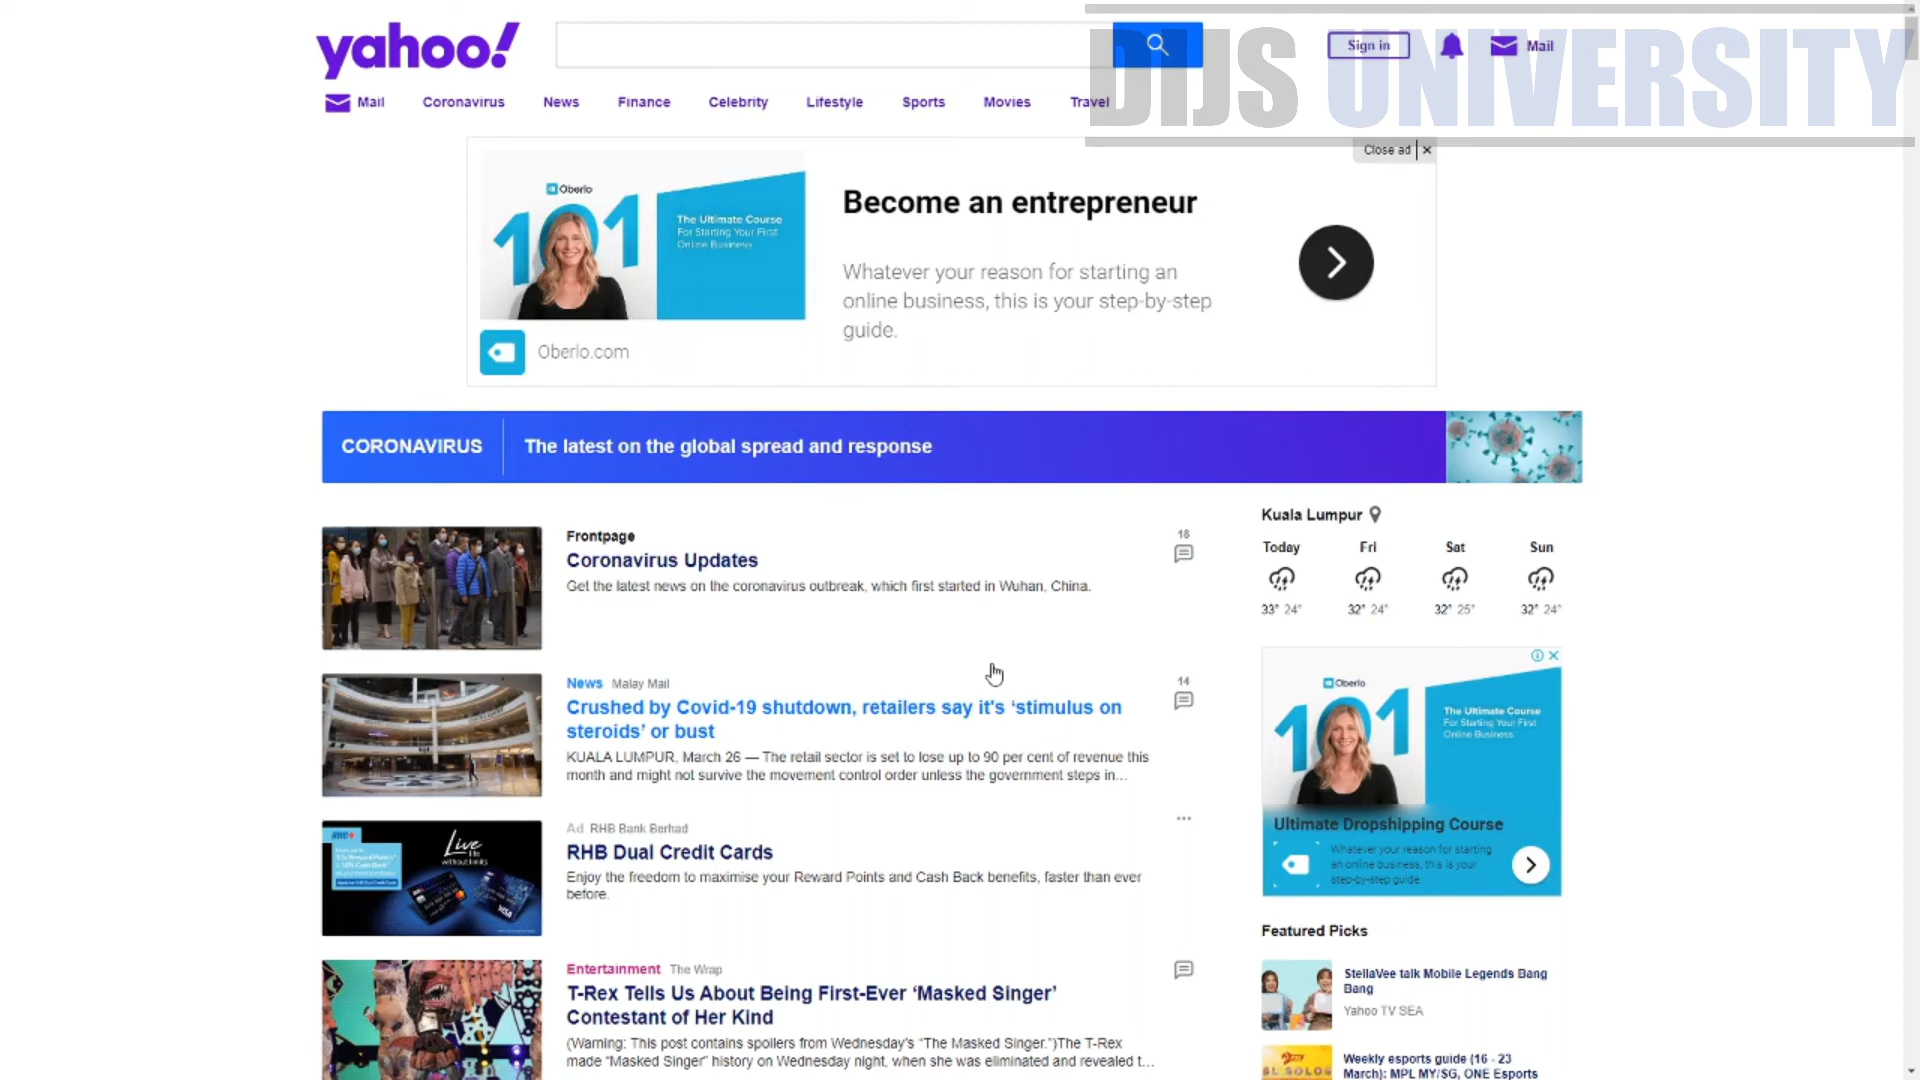 yahoo!
DIJS UNIVERSITY
Sign in
Mail
Mail
Coronavirus
News
Finance
Celebrity
Lifestyle
Sports
Movies
Travel
Close ad
Oberlo
101
The Ultimate Course
For Starting Your First
Online Business
Become an entrepreneur
Whatever your reason for starting an
online business, this is your step-by-step
guide.
Oberlo.com
CORONAVIRUS
The latest on the global spread and response
Frontpage
18
Coronavirus Updates
Get the latest news on the coronavirus outbreak, which first started in Wuhan, China.
News Malay Mail
14
Crushed by Covid-19 shutdown, retailers say it's ‘stimulus on
steroids’ or bust
KUALA LUMPUR, March 26 — The retail sector is set to lose up to 90 per cent of revenue this
month and might not survive the movement control order unless the government steps in...
Live
life
without limits
VISA
Ad RHB Bank Berhad
RHB Dual Credit Cards
Enjoy the freedom to maximise your Reward Points and Cash Back benefits, faster than ever
before.
Entertainment The Wrap
T-Rex Tells Us About Being First-Ever ‘Masked Singer’
Contestant of Her Kind
(Warning: This post contains spoilers from Wednesday's “The Masked Singer.”)The T-Rex
made “Masked Singer” history on Wednesday night, when she was eliminated and revealed t...
Kuala Lumpur
Today Fri Sat Sun
33° 24° 32° 24° 32° 25° 32° 24°
Oberlo
101
The Ultimate Course
For Starting Your First
Online Business
Ultimate Dropshipping Course
Whatever your reason for starting
an online business, this is your
step-by-step guide
Featured Picks
StellaVee talk Mobile Legends Bang
Bang
Yahoo TV SEA
Weekly esports guide (16 - 23
March): MPL MY/SG, ONE Esports